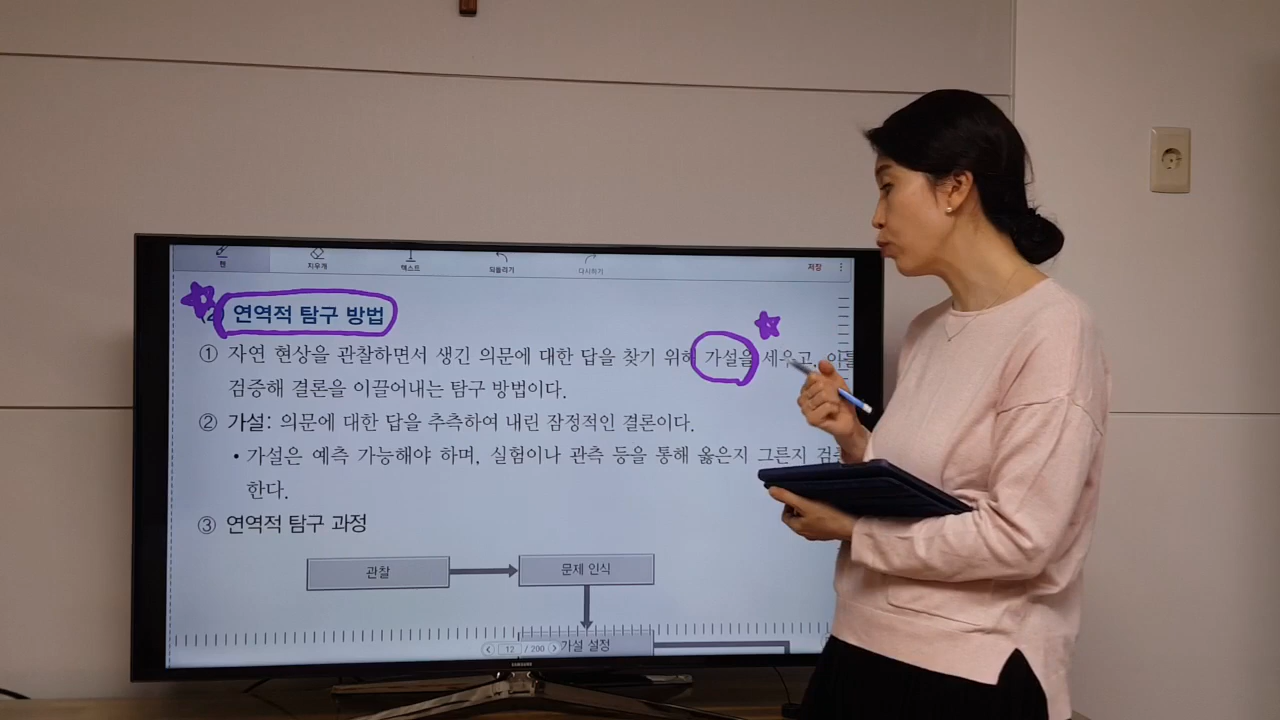 펜 지우개 텍스트 되돌리기 다시하기 저장
(2) 연역적 탐구 방법
① 자연 현상을 관찰하면서 생긴 의문에 대한 답을 찾기 위해 가설을 세우고, 이를
검증해 결론을 이끌어내는 탐구 방법이다.
② 가설: 의문에 대한 답을 추측하여 내린 잠정적인 결론이다.
• 가설은 예측 가능해야 하며, 실험이나 관측 등을 통해 옳은지 그른지
한다.
③ 연역적 탐구 과정
관찰
문제 인식
가설 설정
12 / 200
SAMSUNG